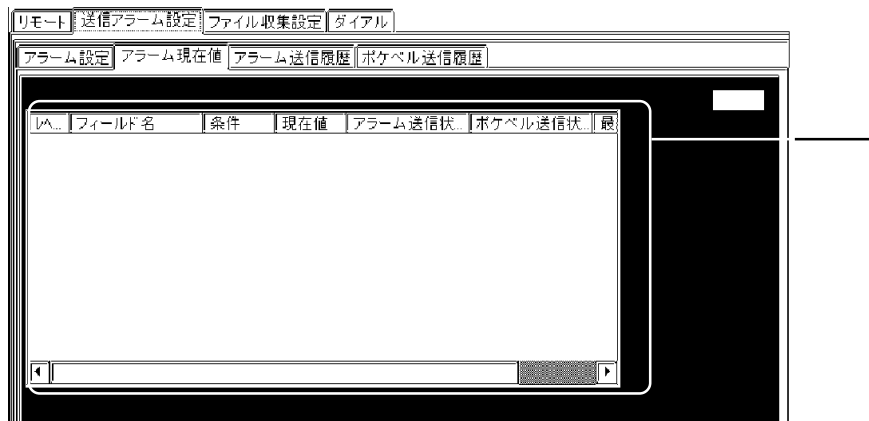 リモート 送信アラーム設定 ファイル収集設定 ダイアル
アラーム設定 アラーム現在値 アラーム送信履歴 ポケベル送信履歴
レベ... フィールド名 条件 現在値 アラーム送信状... ポケベル送信状... 最